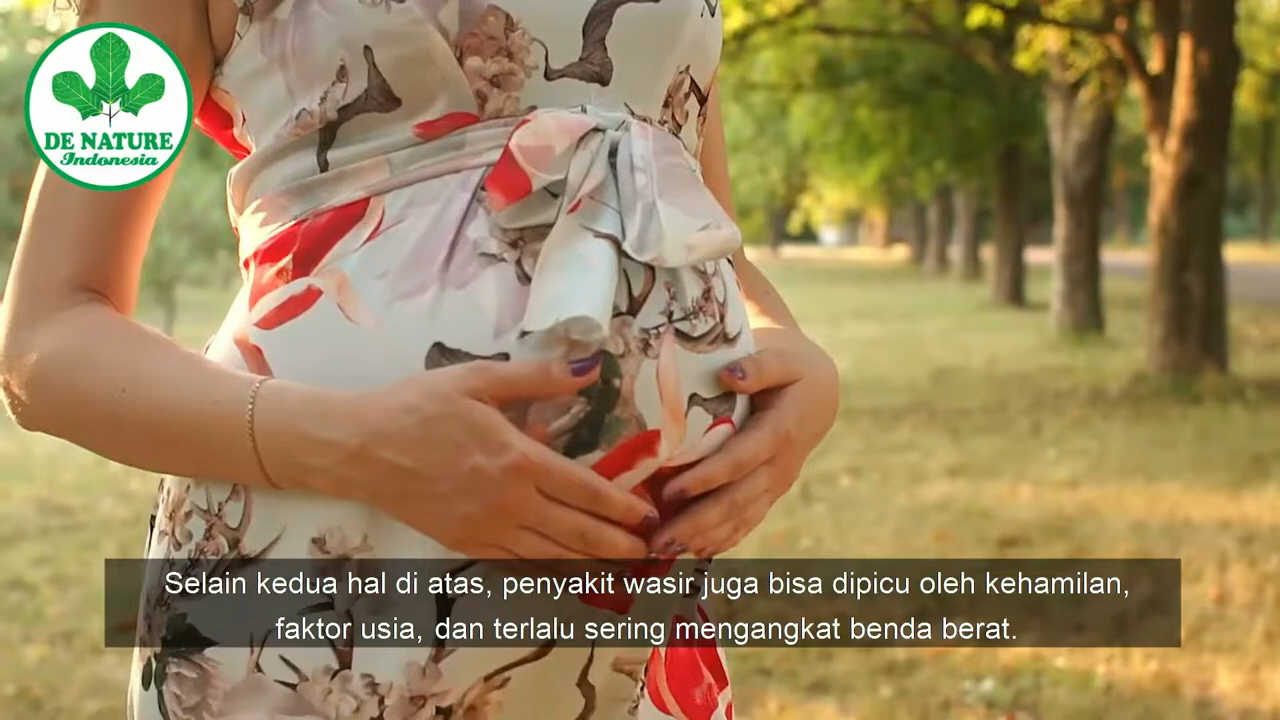 DE NATURE
Indonesia
Selain kedua hal di atas, penyakit wasir juga bisa dipicu oleh kehamilan,
faktor usia, dan terlalu sering mengangkat benda berat.